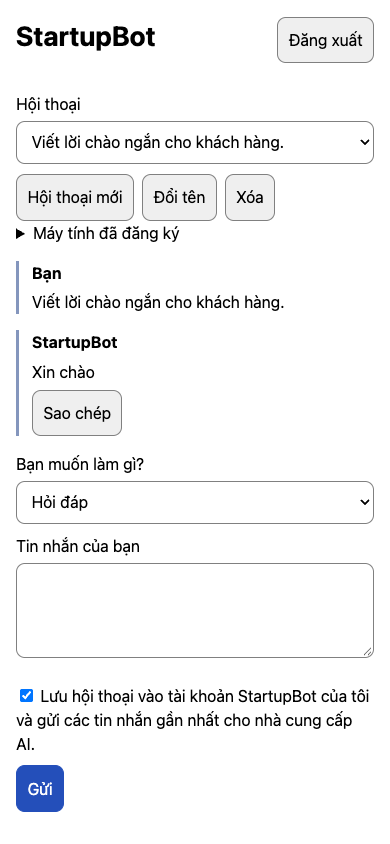 StartupBot
Đăng xuất
Hội thoại
Viết lời chào ngắn cho khách hàng.
Hội thoại mới
Đổi tên
Xóa
Máy tính đã đăng ký
Bạn
Viết lời chào ngắn cho khách hàng.
StartupBot
Xin chào
Sao chép
Bạn muốn làm gì?
Hỏi đáp
Tin nhắn của bạn
Lưu hội thoại vào tài khoản StartupBot của tôi
và gửi các tin nhắn gần nhất cho nhà cung cấp
AI.
Gửi